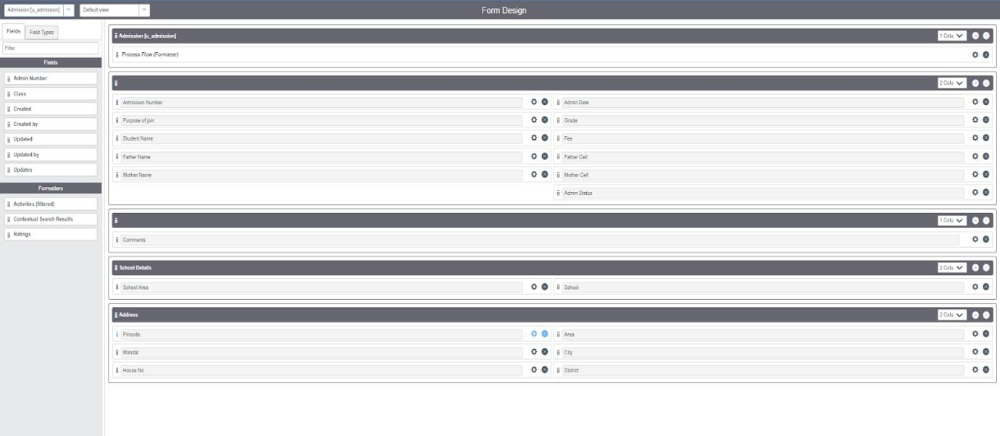 Admission [u_admission] Default view Form Design
Fields Field Types
Filter
Fields
Admin Number
Class
Created
Created by
Updated
Updated by
Updates
Formatters
Activities (filtered)
Contextual Search Results
Ratings
Admission [u_admission] 1 Colu
Process Flow (Formatter)
2 Colu
Admission Number Admin Date
Purpose of join Grade
Student Name Fee
Father Name Father Cell
Mother Name Mother Cell
Admin Status
1 Colu
Comments
School Details 2 Colu
School Area School
Address 2 Colu
Pincode Area
Mandal City
House No District